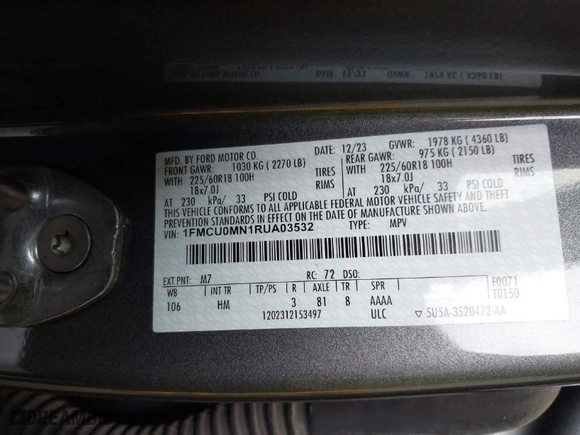 MFD. BY FORD MOTOR CO. 12/23 GVWR: 1978 KG ( 4360 LB)
FRONT GAWR: 1030 KG ( 2270 LB) REAR GAWR: 975 KG ( 2150 LB)
WITH 225/60R18 100H TIRES WITH 225/60R18 100H TIRES
18x7.0J RIMS 18x7.0J RIMS
AT 230 kPa/ 33 PSI COLD AT 230 kPa/ 33 PSI COLD
THIS VEHICLE CONFORMS TO ALL APPLICABLE FEDERAL MOTOR VEHICLE SAFETY AND THEFT
PREVENTION STANDARDS IN EFFECT ON THE DATE OF MANUFACTURE SHOWN ABOVE.
VIN: 1FMCU0MN1RUA03532 TYPE: MPV
EXT PNT: M7 RC: 72 DSO: F0071
WB INT TR TP/PS R AXLE TR SPR T0150
106 HM 3 81 8 AAAA
1202312153497 ULC ▽ 5U5A-3520472-AA